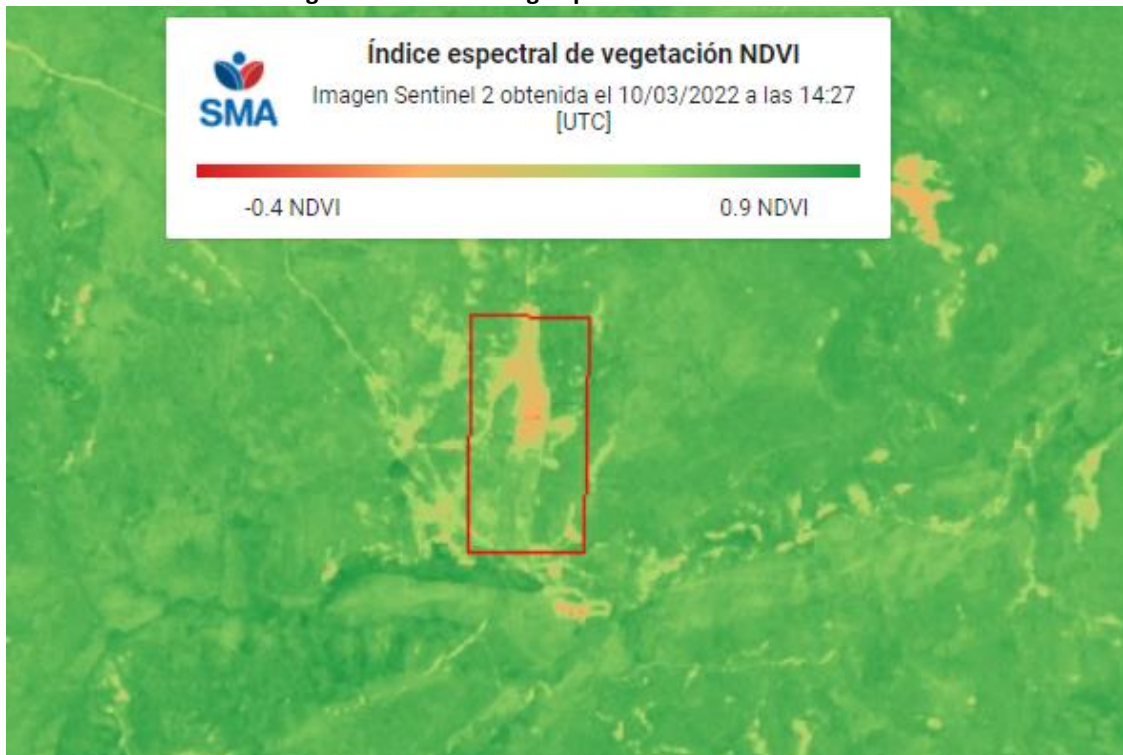 Índice espectral de vegetación NDVI
Imagen Sentinel 2 obtenida el 10/03/2022 a las 14:27
[UTC]
SMA
-0.4 NDVI
0.9 NDVI